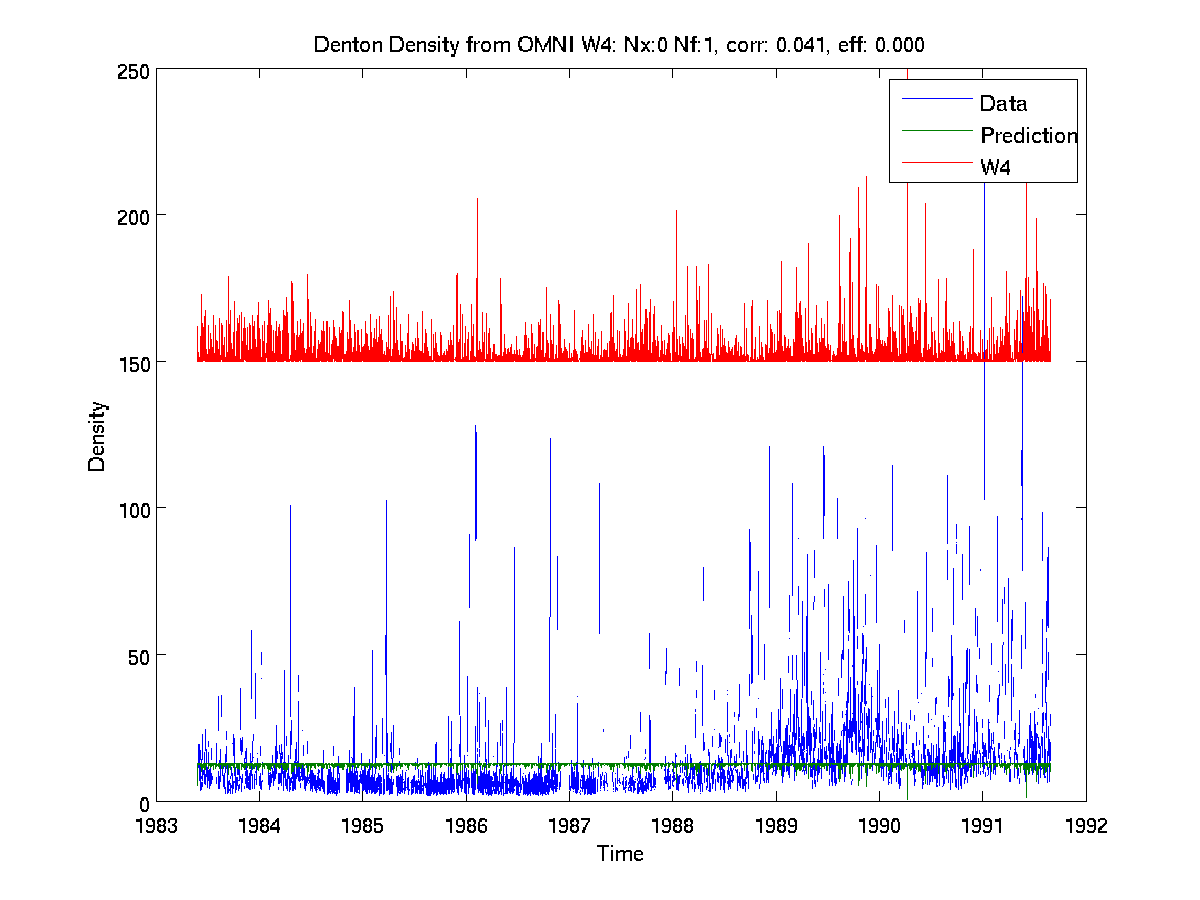 Denton Density from OMNI W4: Nx:0 Nf:1, corr: 0.041, eff: 0.000
250
200
150
100
50
0
Density
Data
Prediction
W4
1983 1984 1985 1986 1987 1988 1989 1990 1991 1992
Time